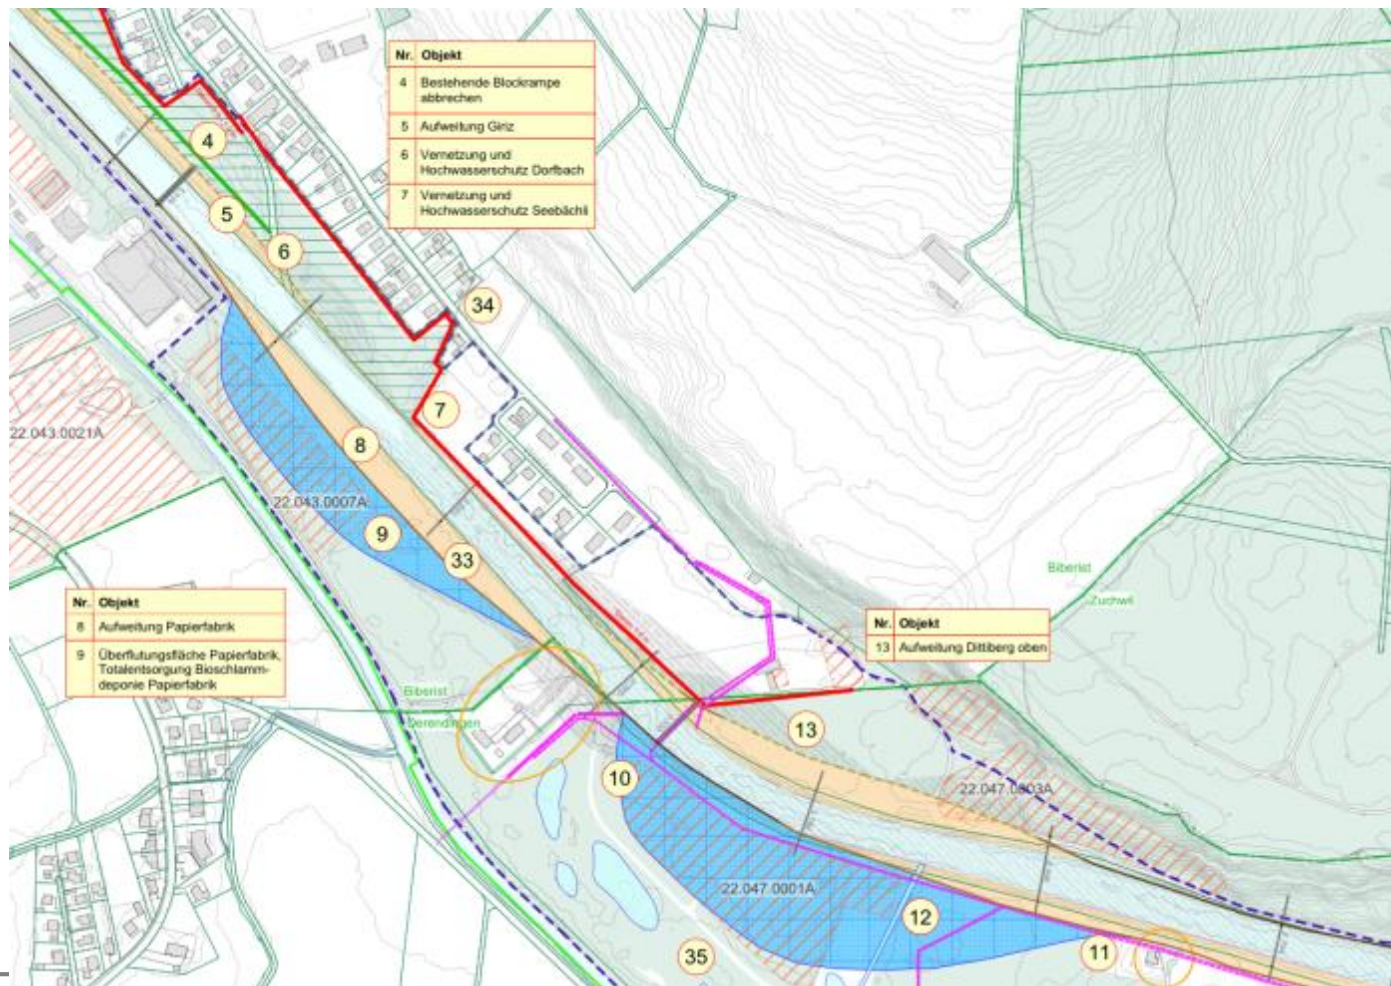 Nr. Objekt
4 Bestehende Blockrampe
abbrechen
5 Aufweitung Giriz
6 Vernetzung und
Hochwasserschutz Dorfbach
7 Vernetzung und
Hochwasserschutz Seebächli
4
5
6
34
7
22.043.0021A
8
22.043.0007A
9
33
Biberist
Zuchwil
Nr. Objekt
8 Aufweitung Papierfabrik
9 Überflutungsfläche Papierfabrik,
Totalentsorgung Bioschlamm-
deponie Papierfabrik
Nr. Objekt
13 Aufweitung Dittiberg oben
Biberist
Derendingen
13
10
22.047.0303A
22.047.0001A
12
11
35